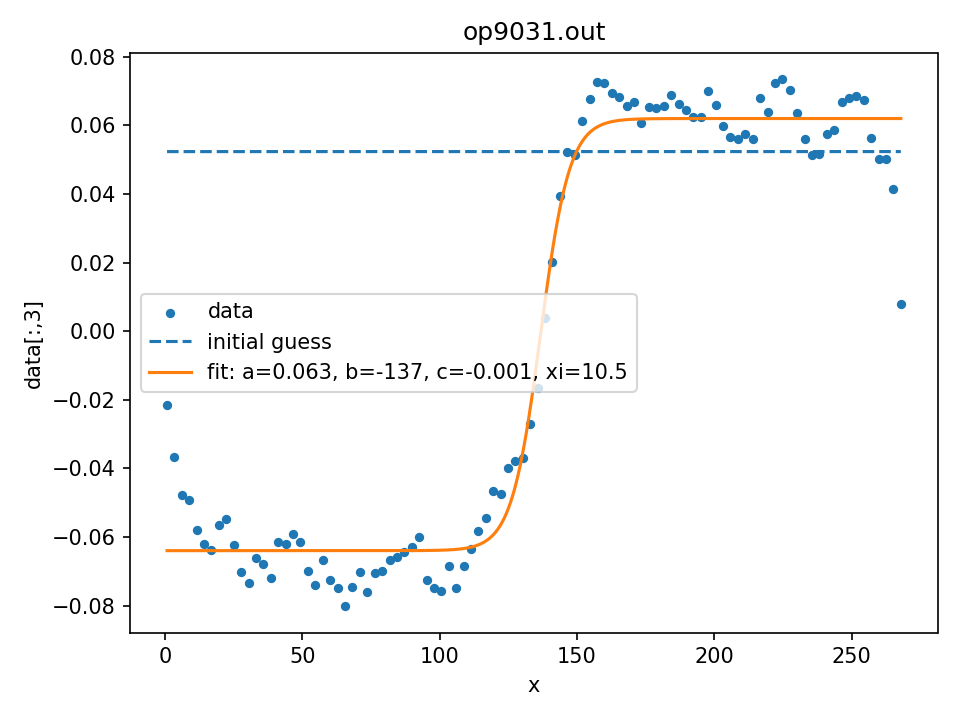 op9031.out
0.08
0.06
0.04
0.02
0.00
−0.02
−0.04
−0.06
−0.08
data[:,3]
data
initial guess
fit: a=0.063, b=-137, c=-0.001, xi=10.5
0 50 100 150 200 250
x